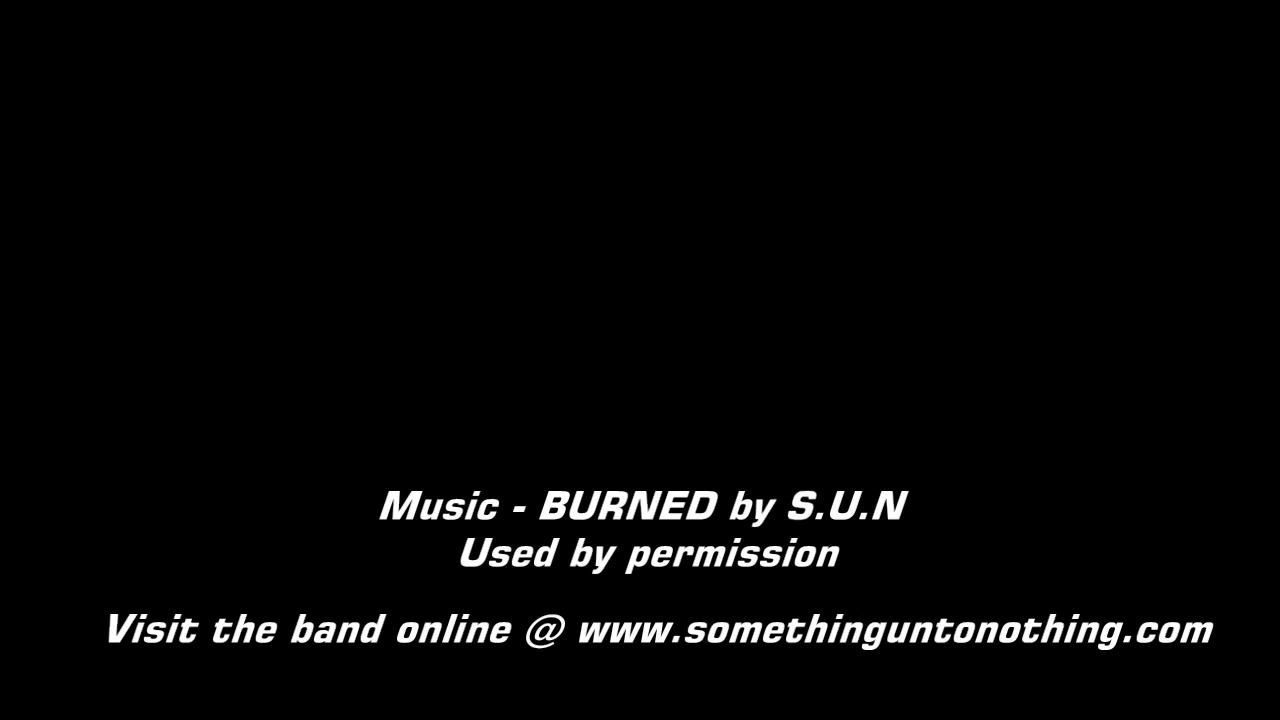 Music - BURNED by S.U.N
Used by permission
Visit the band online @ www.somethinguntonothing.com